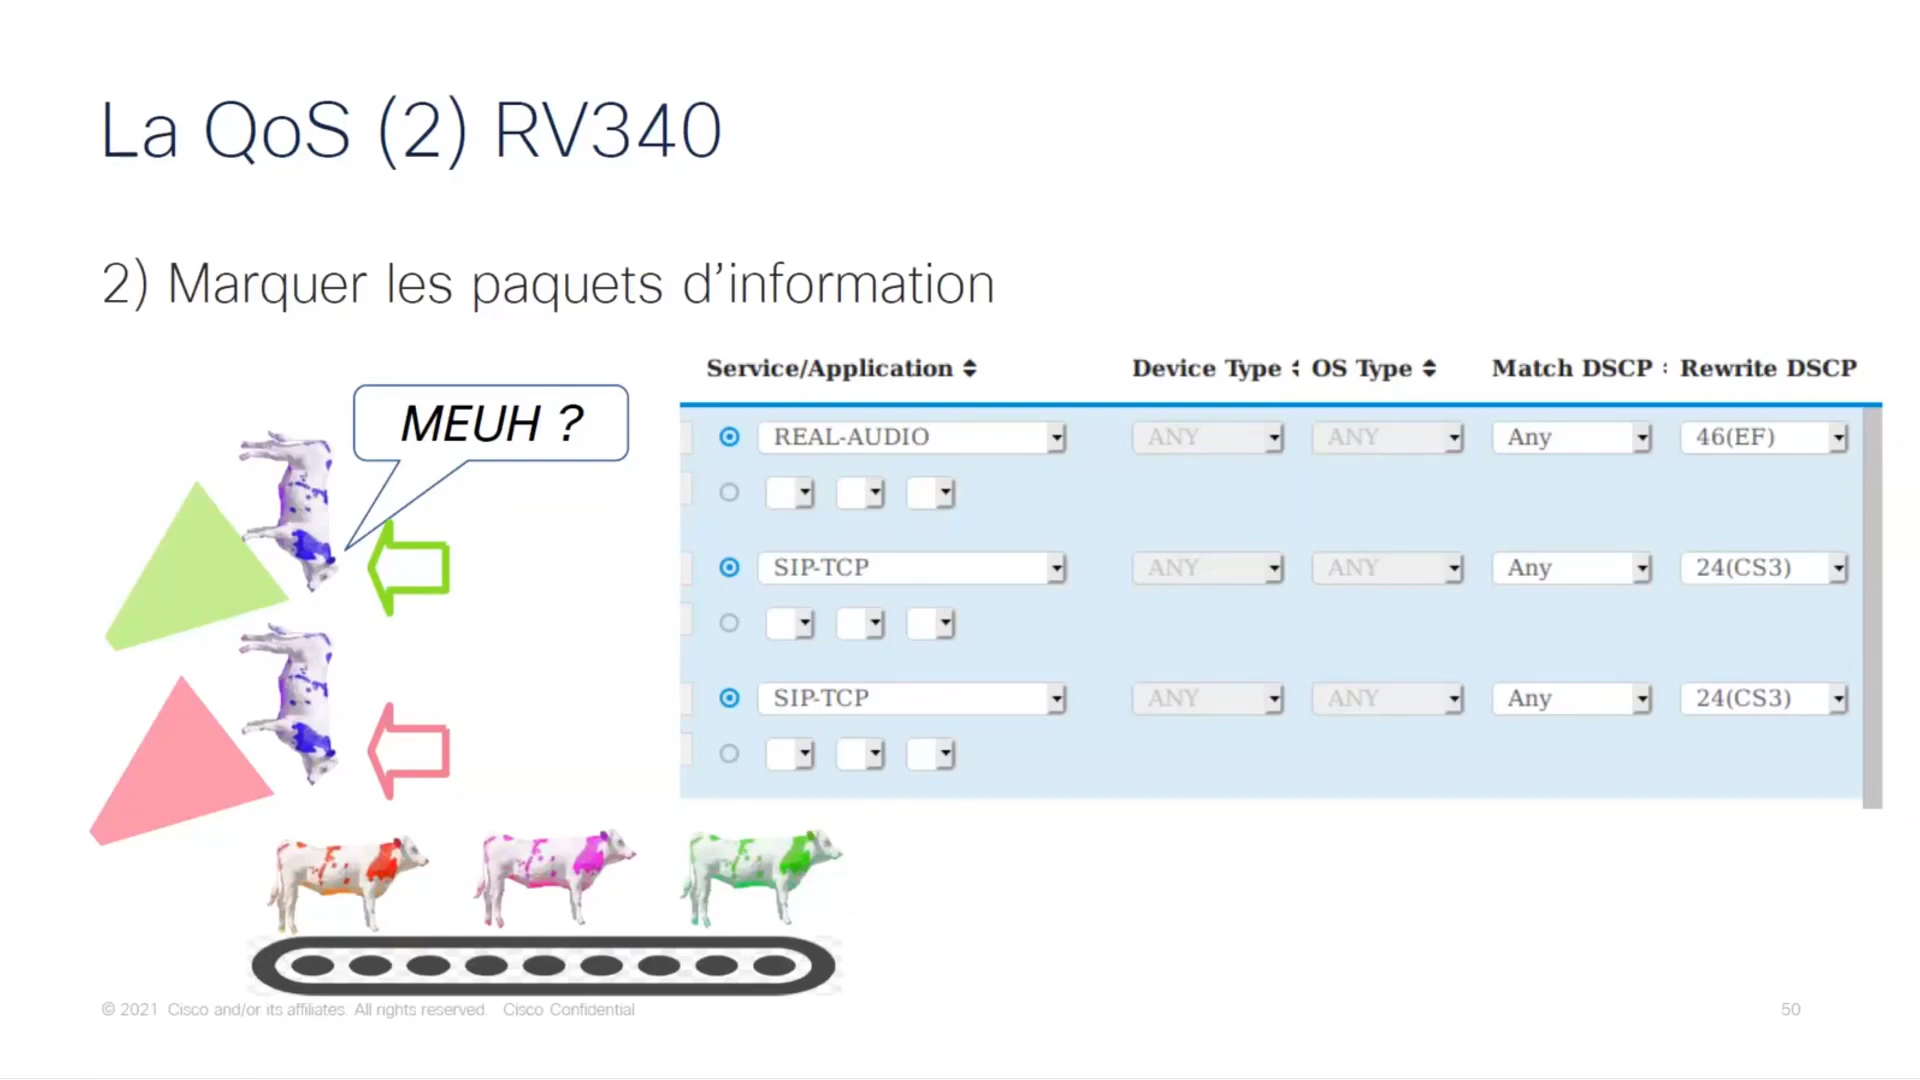 La QoS (2) RV340
2) Marquer les paquets d’information
MEUH ?
Service/Application Device Type OS Type Match DSCP Rewrite DSCP
REAL-AUDIO ANY ANY Any 46(EF)
SIP-TCP ANY ANY Any 24(CS3)
SIP-TCP ANY ANY Any 24(CS3)
© 2021 Cisco and/or its affiliates. All rights reserved. Cisco Confidential
50